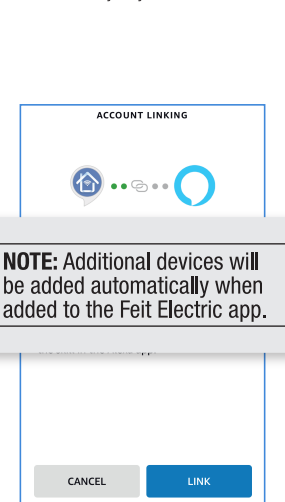 ACCOUNT LINKING
NOTE: Additional devices will
be added automatically when
added to the Feit Electric app.
CANCEL
LINK